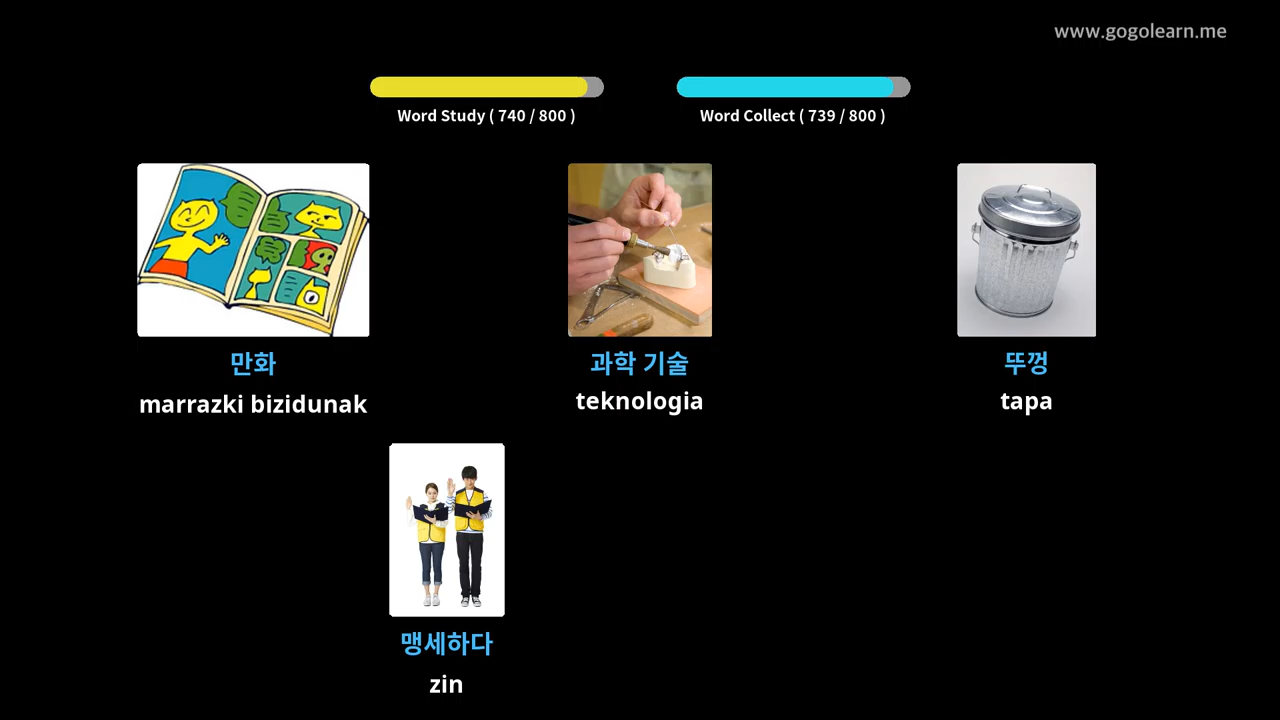 www.gogolearn.me
Word Study ( 740 / 800 )
Word Collect ( 739 / 800 )
만화
과학 기술
뚜껑
marrazki bizidunak
teknologia
tapa
맹세하다
zin